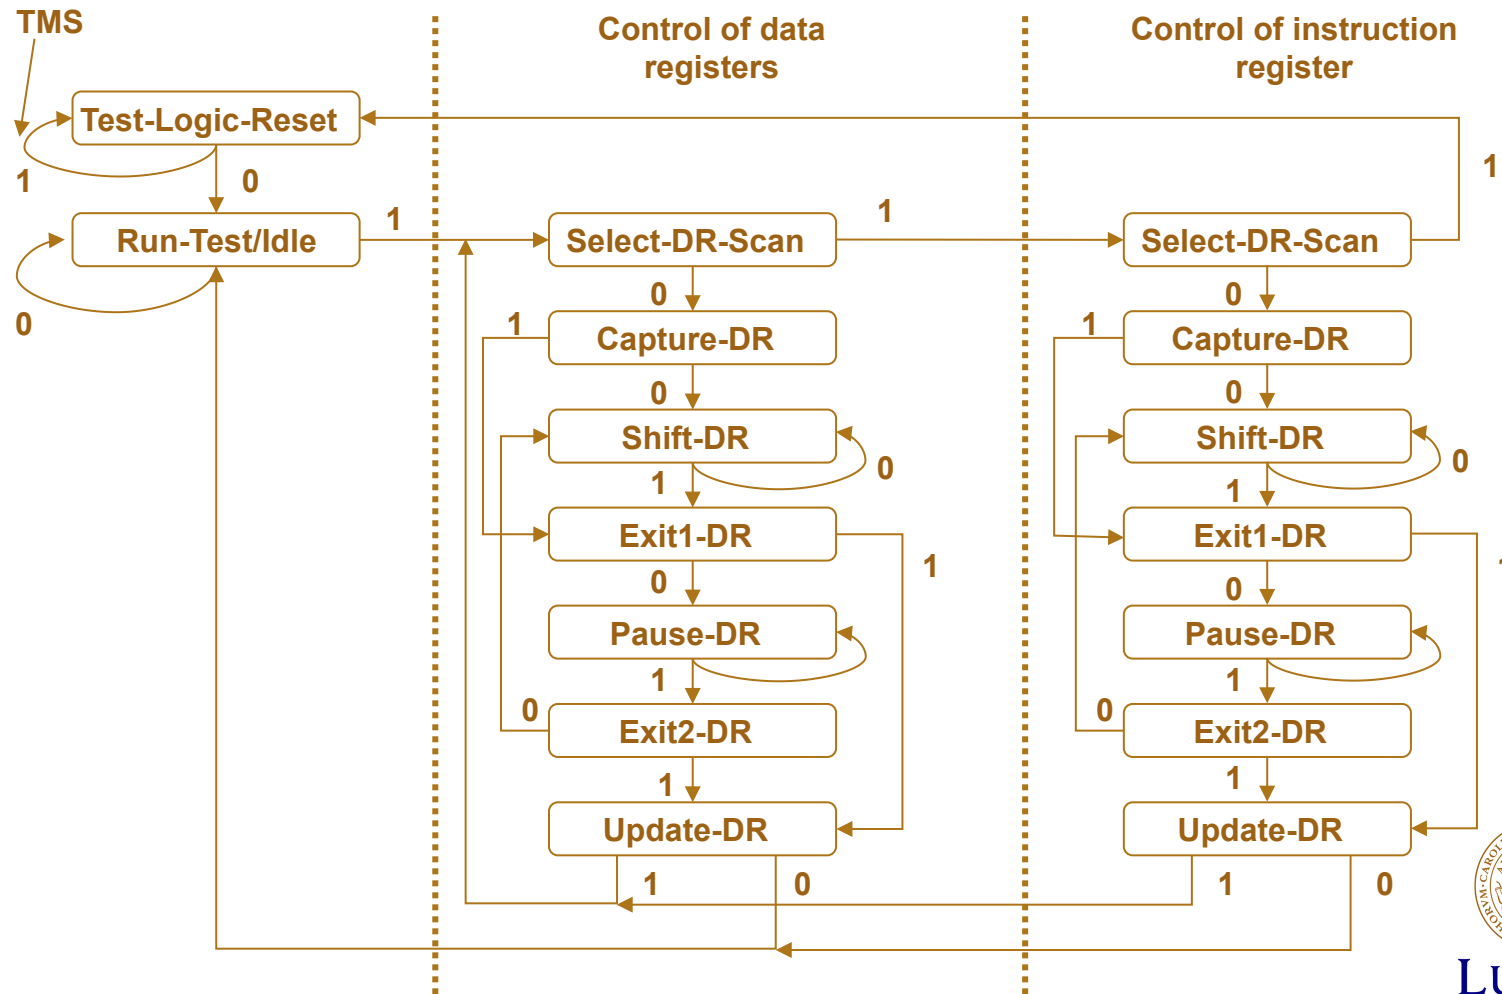 TMS
Control of data
registers
Control of instruction
register
Test-Logic-Reset
1
1
0
Run-Test/Idle
1
0
Select-DR-Scan
1
Select-DR-Scan
0
0
1
Capture-DR
1
Capture-DR
0
0
Shift-DR
0
Shift-DR
0
1
1
Exit1-DR
1
Exit1-DR
0
0
Pause-DR
Pause-DR
1
1
0
Exit2-DR
0
Exit2-DR
1
1
Update-DR
Update-DR
1
0
1
0